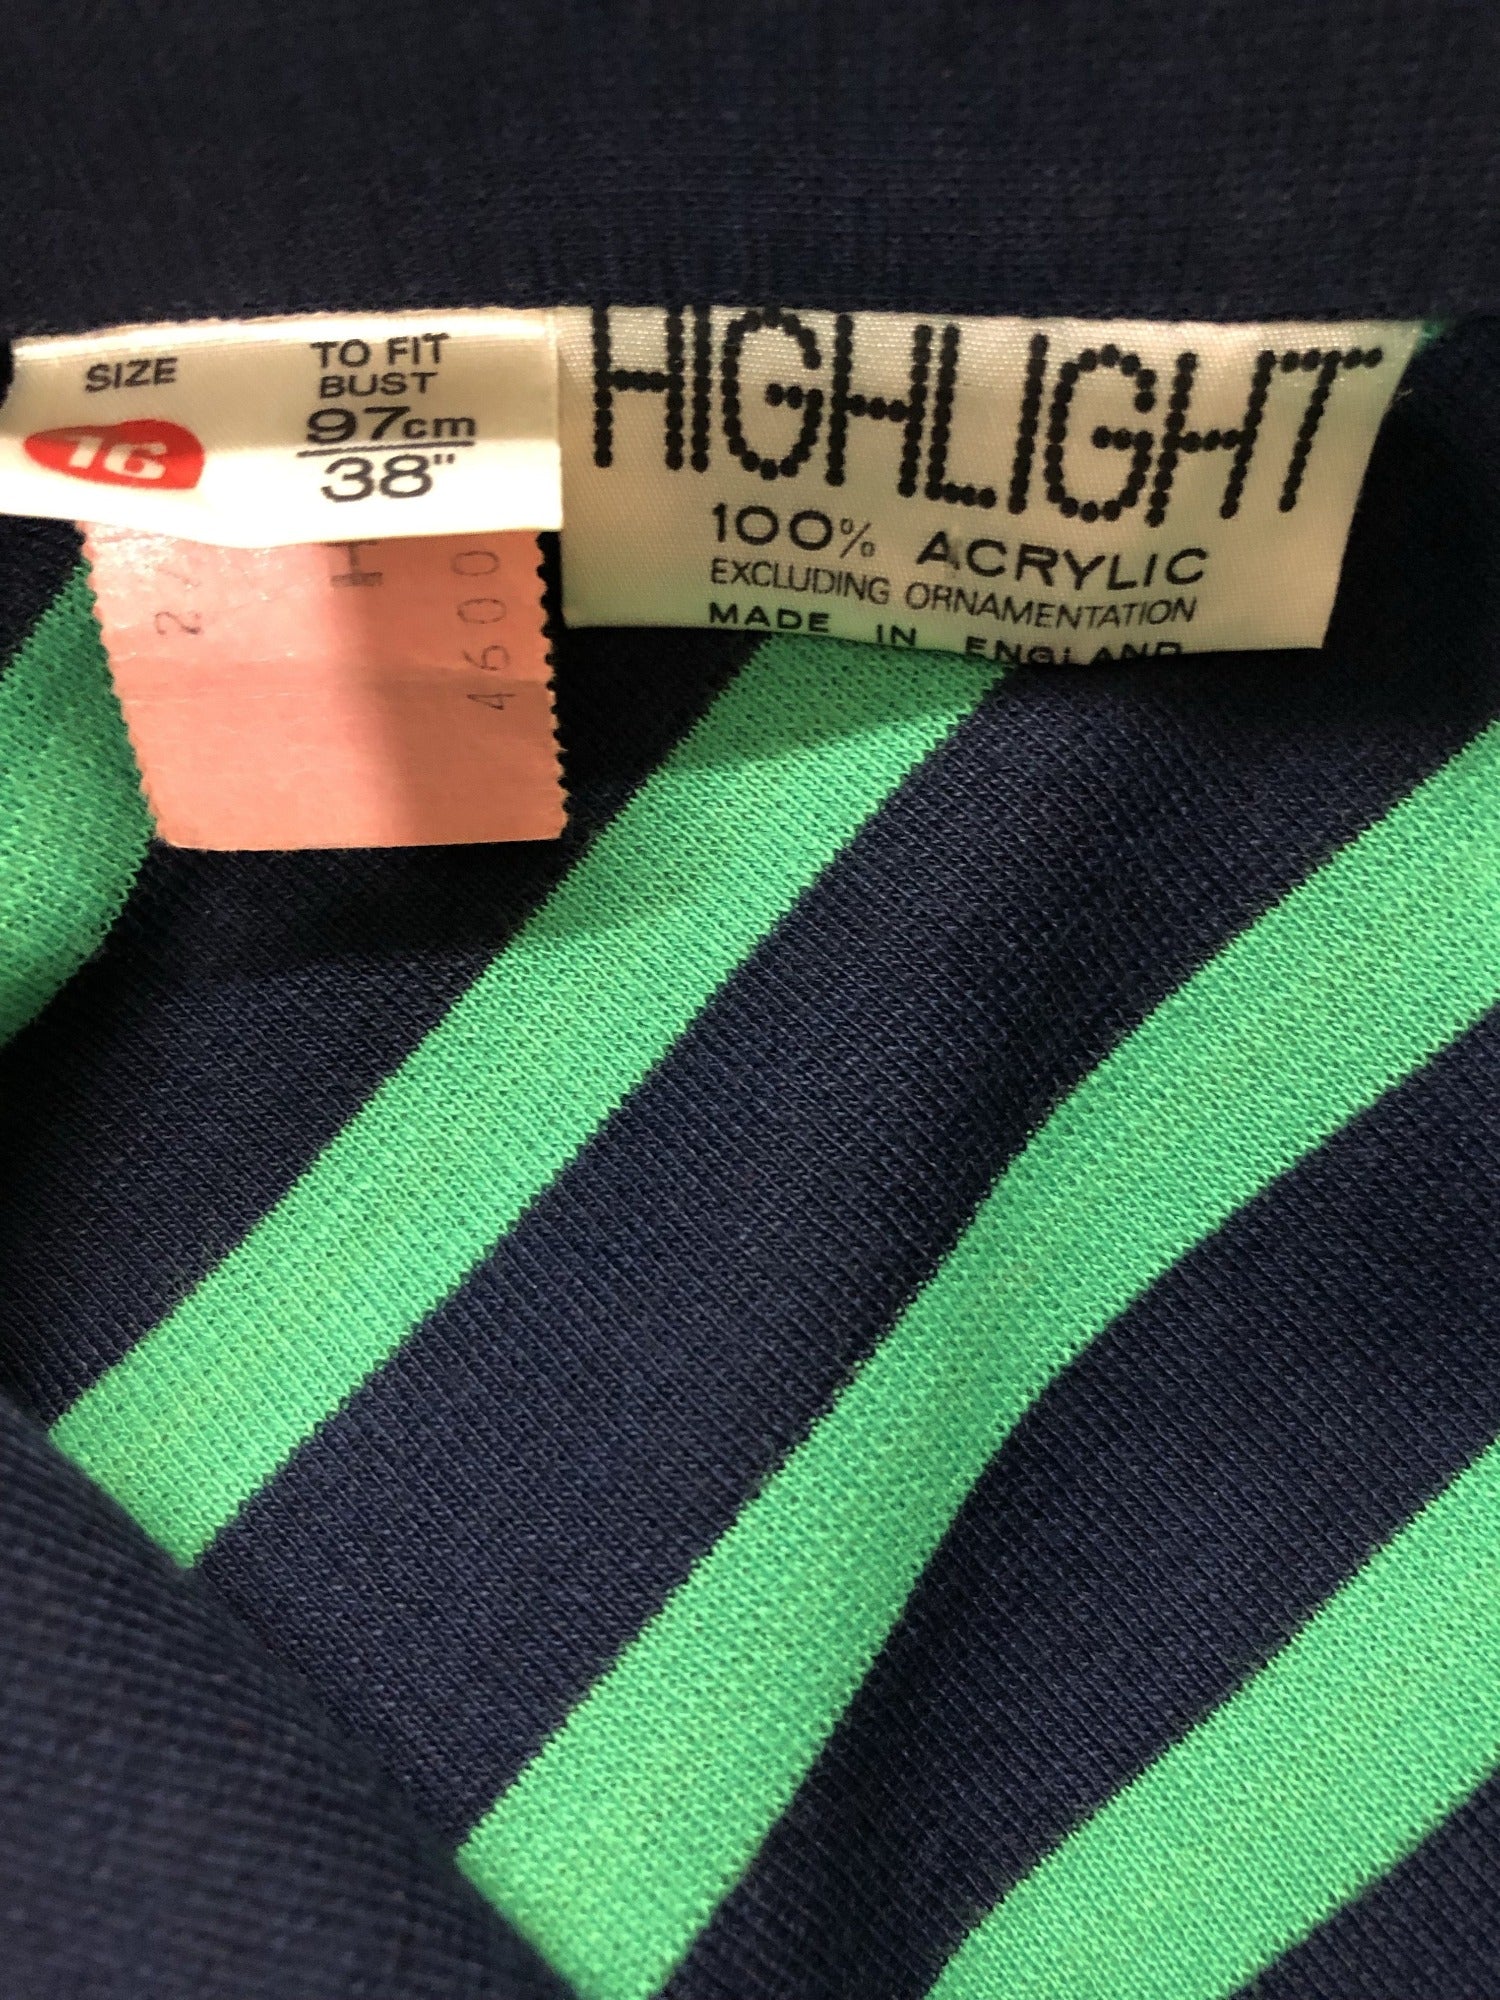 SIZE
16
TO FIT
BUST
97cm
38"
HIGHLIGHT
100% ACRYLIC
EXCLUDING ORNAMENTATION
MADE IN ENGLAND
4600